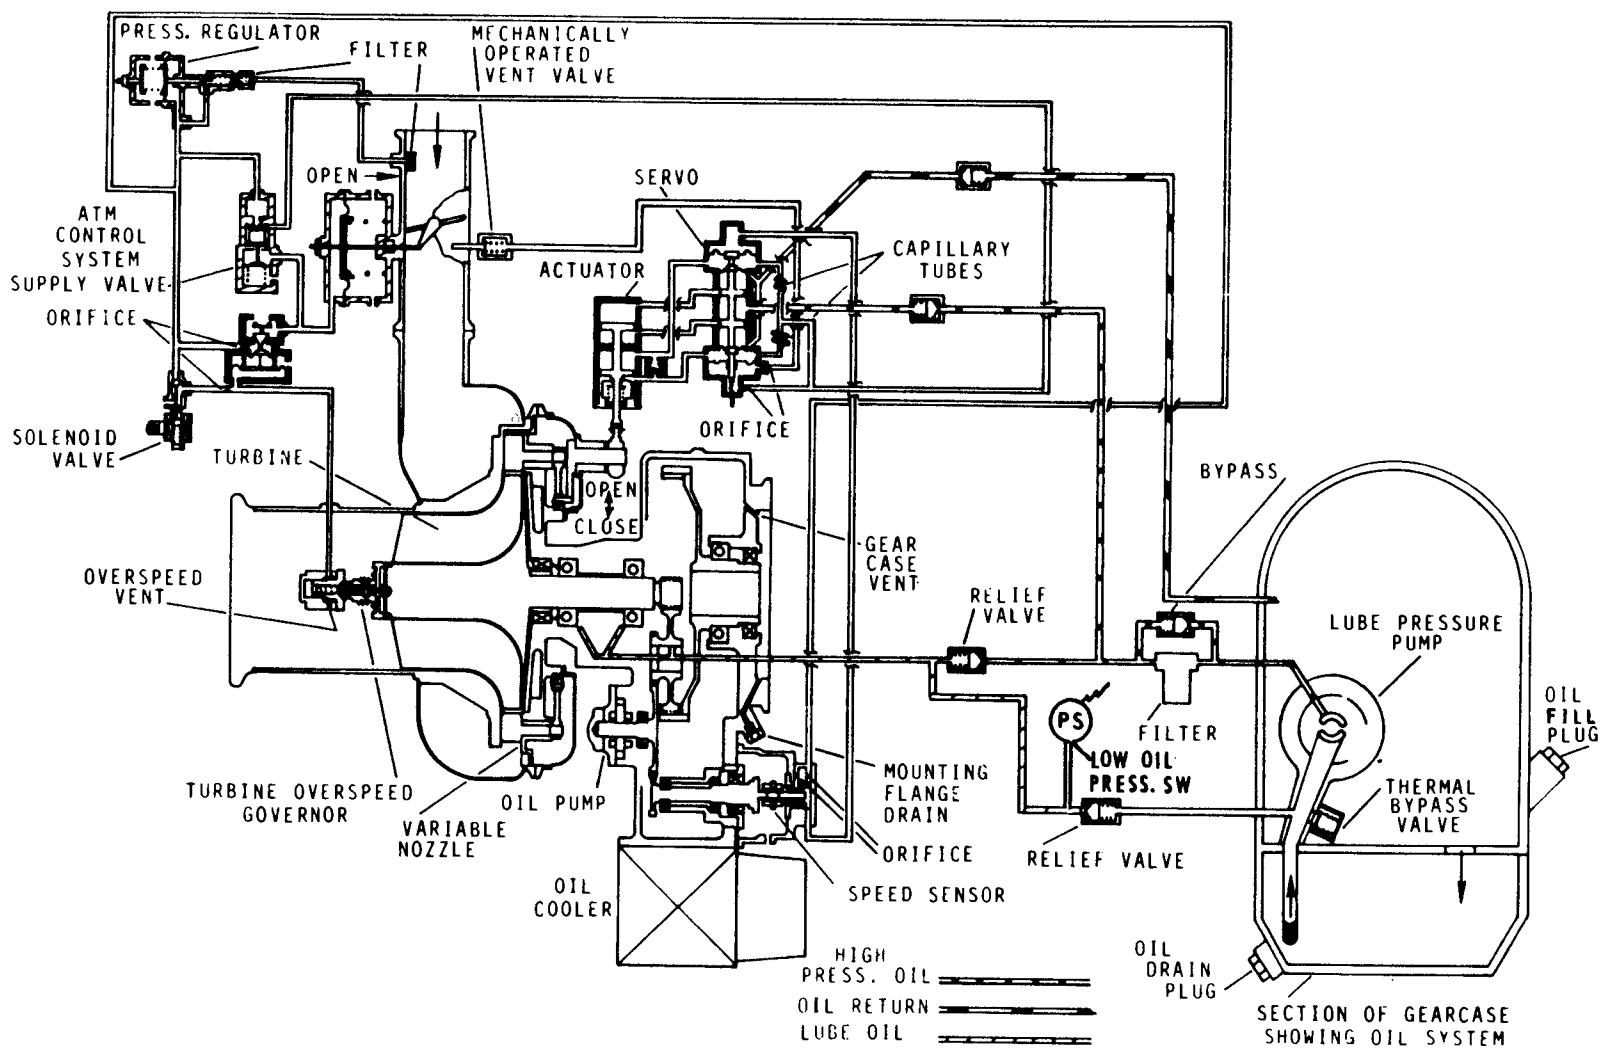 PRESS. REGULATOR
FILTER
MECHANICALLY
OPERATED
VENT VALVE
OPEN
SERVO
ATM
CONTROL
SYSTEM
SUPPLY VALVE
ACTUATOR
CAPILLARY
TUBES
ORIFICE
ORIFICE
SOLENOID
VALVE
TURBINE
BYPASS
OPEN
CLOSE
GEAR
CASE
VENT
OVERSPEED
VENT
RELIEF
VALVE
LUBE PRESSURE
PUMP
OIL
FILL
PLUG
PS
FILTER
LOW OIL
PRESS. SW
TURBINE OVERSPEED
GOVERNOR
OIL PUMP
MOUNTING
FLANGE
DRAIN
THERMAL
BYPASS
VALVE
VARIABLE
NOZZLE
ORIFICE
RELIEF VALVE
OIL
COOLER
SPEED SENSOR
HIGH
PRESS. OIL
OIL RETURN
LUBE OIL
OIL
DRAIN
PLUG
SECTION OF GEARCASE
SHOWING OIL SYSTEM